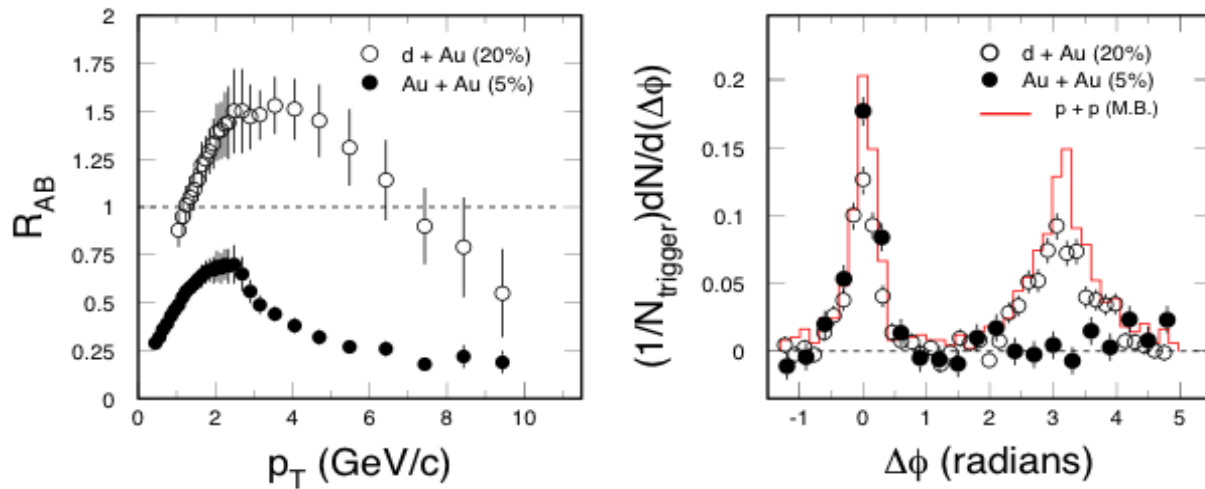 2
1.75
1.5
1.25
1
0.75
0.5
0.25
0
R_AB
d + Au (20%)
Au + Au (5%)
0 2 4 6 8 10
p_T (GeV/c)
0.2
0.15
0.1
0.05
0
(1/N_trigger)dN/d(Δϕ)
d + Au (20%)
Au + Au (5%)
p + p (M.B.)
-1 0 1 2 3 4 5
Δϕ (radians)